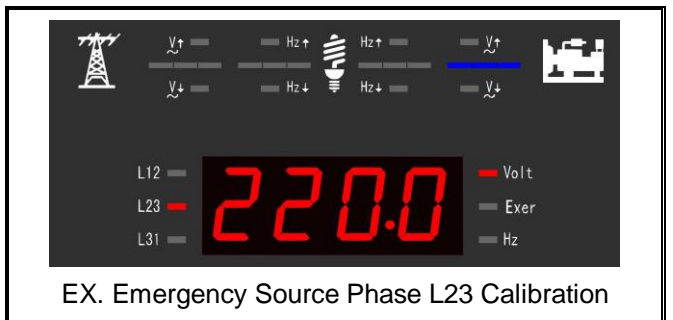 V↑ Hz↑ Hz↑ V↑
~ ~
V↓ Hz↓ Hz↓ V↓
~ ~
L12 Volt
L23 220.0 Exer
L31 Hz
EX. Emergency Source Phase L23 Calibration